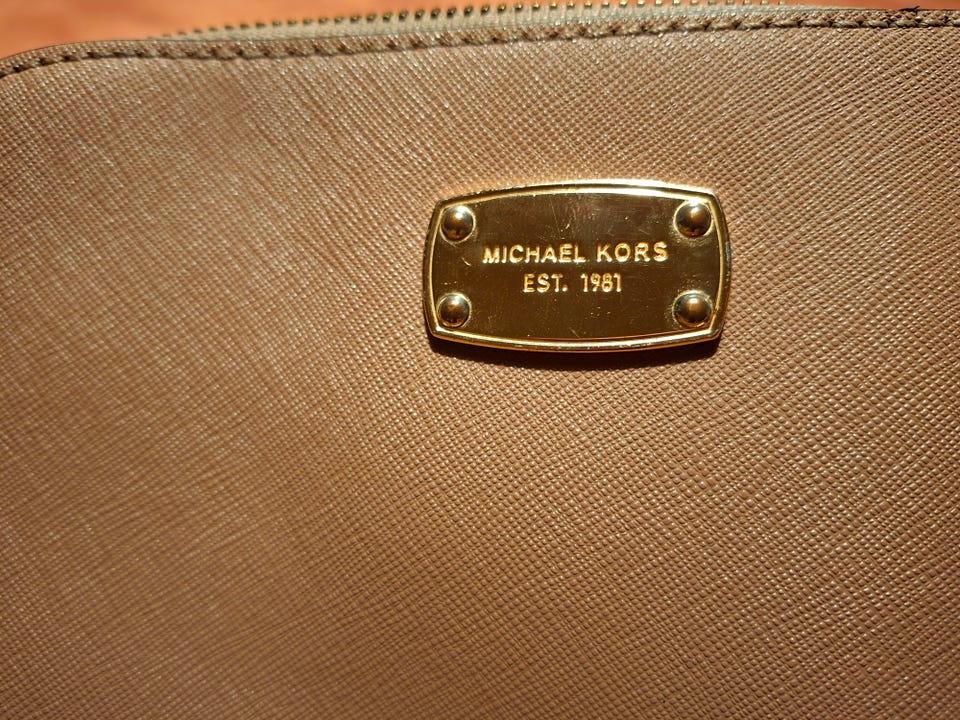 MICHAEL KORS
EST. 1981